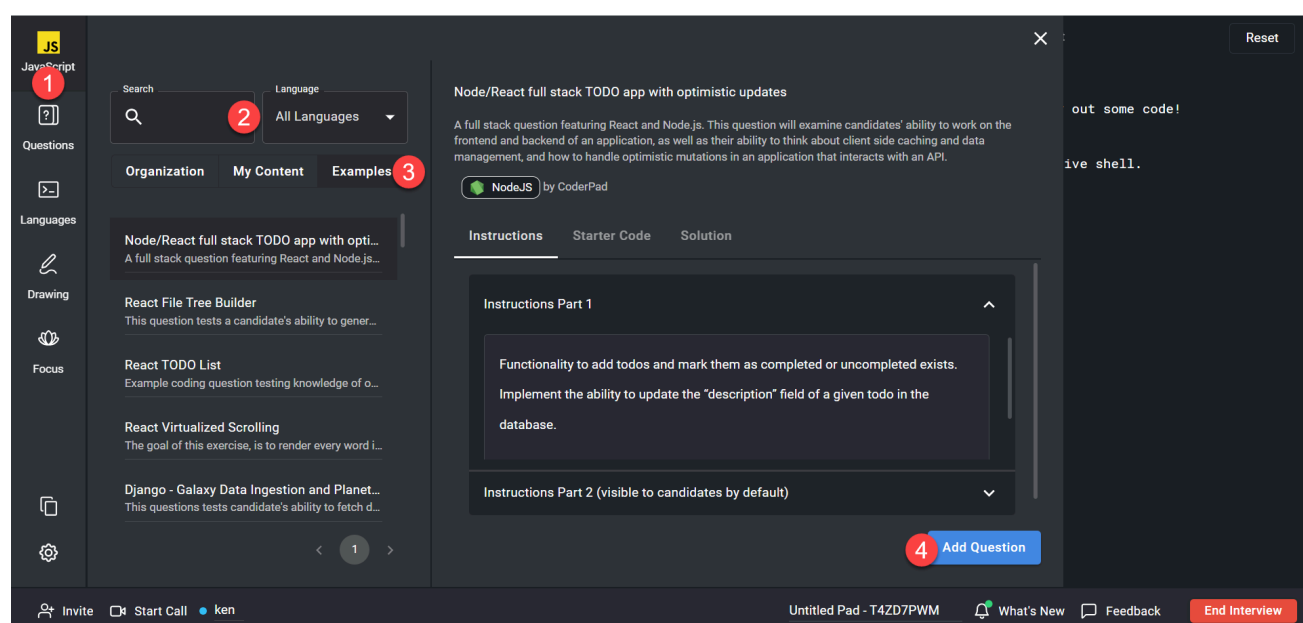 JS
JavaScript
1
Questions
Languages
Drawing
Focus
Search
Language
2
All Languages
Organization
My Content
Examples
3
Node/React full stack TODO app with opti...
A full stack question featuring React and Node.js...
React File Tree Builder
This question tests a candidate's ability to gener...
React TODO List
Example coding question testing knowledge of o...
React Virtualized Scrolling
The goal of this exercise, is to render every word i...
Django - Galaxy Data Ingestion and Planet...
This questions tests candidate's ability to fetch d...
1
Node/React full stack TODO app with optimistic updates
A full stack question featuring React and Node.js. This question will examine candidates' ability to work on the
frontend and backend of an application, as well as their ability to think about client side caching and data
management, and how to handle optimistic mutations in an application that interacts with an API.
NodeJS by CoderPad
Instructions
Starter Code
Solution
Instructions Part 1
Functionality to add todos and mark them as completed or uncompleted exists.
Implement the ability to update the "description" field of a given todo in the
database.
Instructions Part 2 (visible to candidates by default)
4
Add Question
Reset
out some code!
ive shell.
Invite
Start Call
ken
Untitled Pad - T4ZD7PWM
What's New
Feedback
End Interview